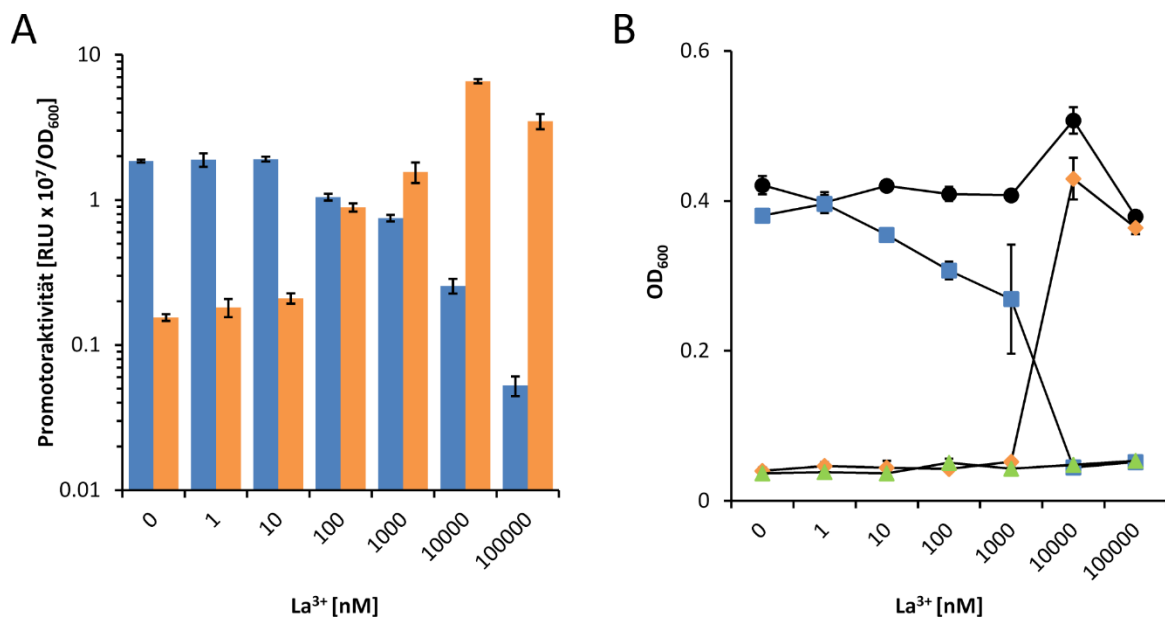 A
Promotoraktivität [RLU x 10⁷/OD₆₀₀]
10
1
0.1
0.01
0 1 10 100 1000 10000 100000
La³⁺ [nM]
B
OD₆₀₀
0.6
0.4
0.2
0
0 1 10 100 1000 10000 100000
La³⁺ [nM]